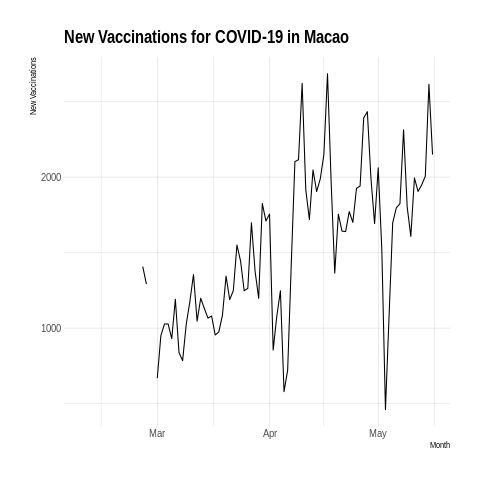 New Vaccinations for COVID-19 in Macao
New Vaccinations
2000
1000
Mar Apr May
Month